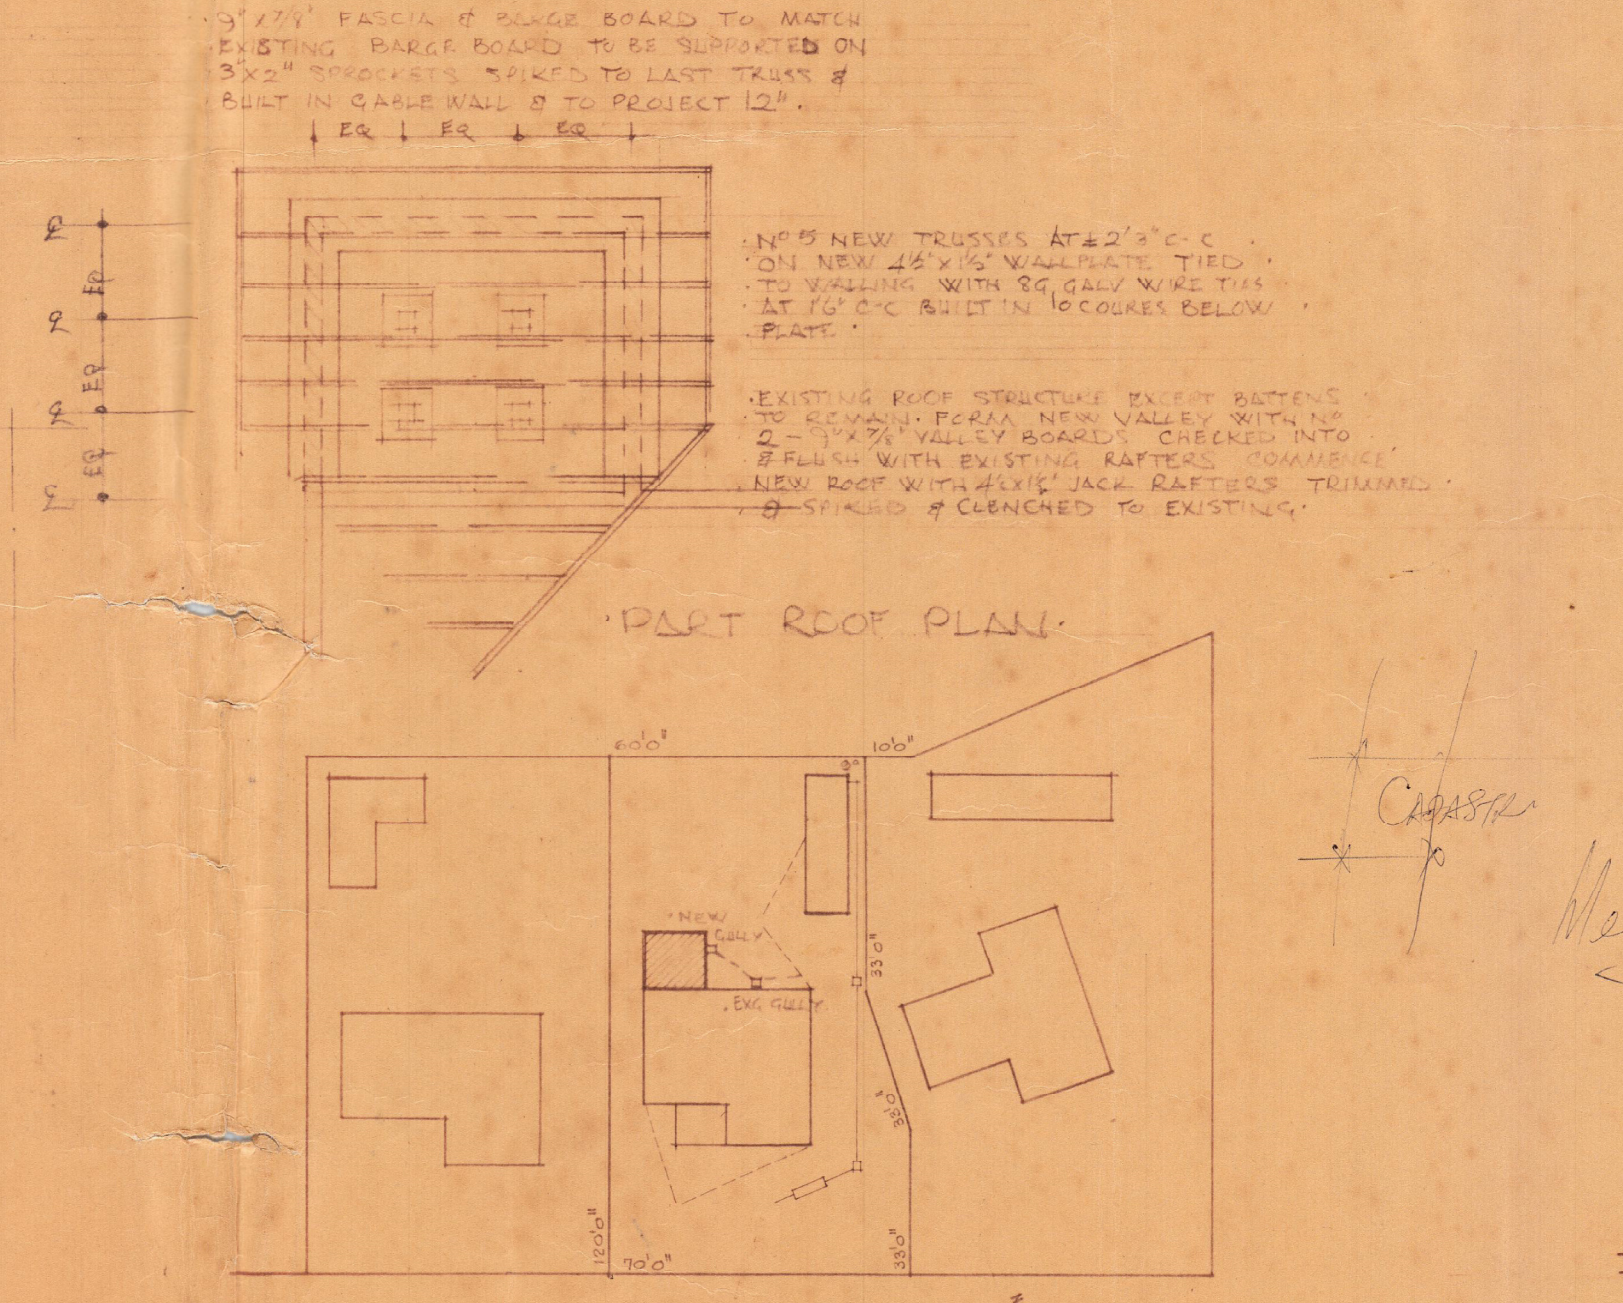 ·9"X7/8" FASCIA & BARGE BOARD TO MATCH
·EXISTING BARGE BOARD TO BE SUPPORTED ON
3"X2" SPROCKETS SPIKED TO LAST TRUSS &
BUILT IN GABLE WALL & TO PROJECT 12".
EQ EQ EQ
℄
EQ
℄
EQ
℄
EQ
℄
·Nº 5 NEW TRUSSES AT ± 2'3" C-C ·
·ON NEW 4½"X1½" WALLPLATE TIED ·
·TO WALLING WITH 8G GALV WIRE TIES
·AT 1'6" C-C BUILT IN 10 COURES BELOW ·
·PLATE ·
·EXISTING ROOF STRUCTURE EXCEPT BATTENS
·TO REMAIN· FORM NEW VALLEY WITH Nº
2 - 9"X7/8" VALLEY BOARDS CHECKED INTO ·
·& FLUSH WITH EXISTING RAFTERS COMMENCE
·NEW ROOF WITH 4½X1½" JACK RAFTERS TRIMMED ·
·& SPIKED & CLENCHED TO EXISTING·
·PART ROOF PLAN·
60'0"
10'0"
CADASTR
·NEW
GULLY
33'0"
·EXG GULLY
33'0"
120'0"
70'0"
33'0"